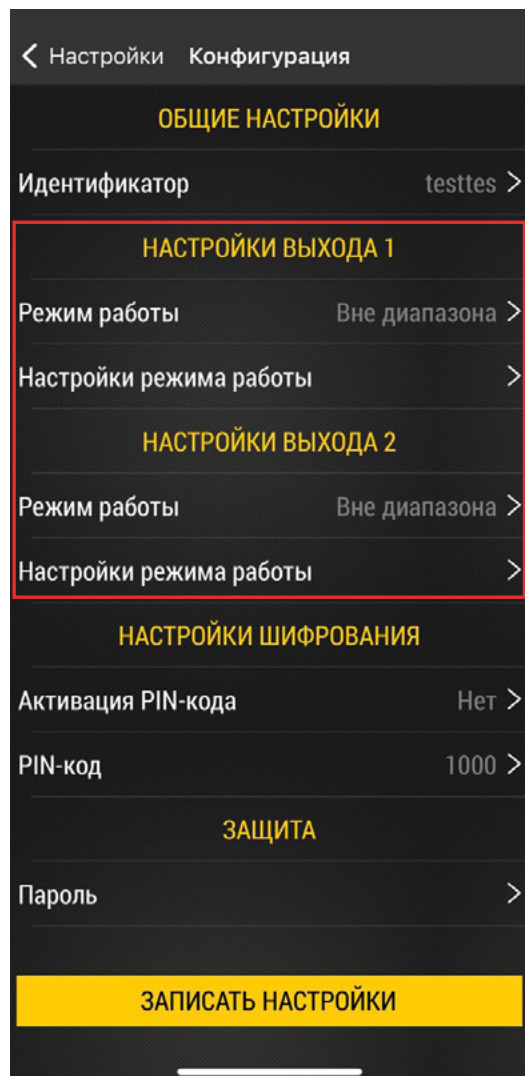 Настройки Конфигурация
ОБЩИЕ НАСТРОЙКИ
Идентификатор testtes
НАСТРОЙКИ ВЫХОДА 1
Режим работы Вне диапазона
Настройки режима работы
НАСТРОЙКИ ВЫХОДА 2
Режим работы Вне диапазона
Настройки режима работы
НАСТРОЙКИ ШИФРОВАНИЯ
Активация PIN-кода Нет
PIN-код 1000
ЗАЩИТА
Пароль
ЗАПИСАТЬ НАСТРОЙКИ